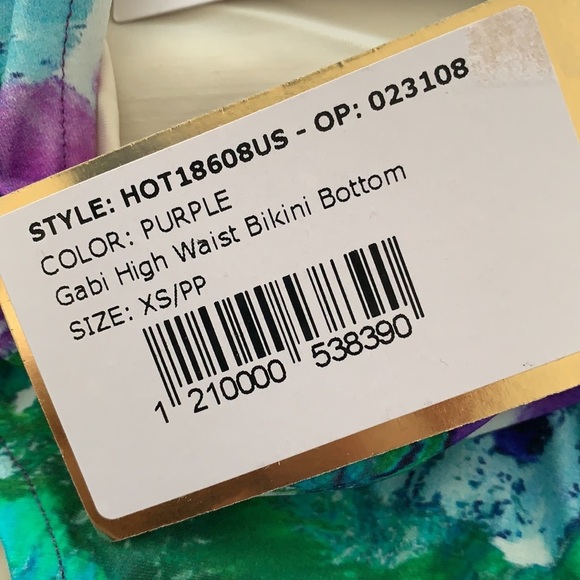 STYLE: HOT18608US - OP: 023108
COLOR: PURPLE
Gabi High Waist Bikini Bottom
SIZE: XS/PP
1 210000 538390